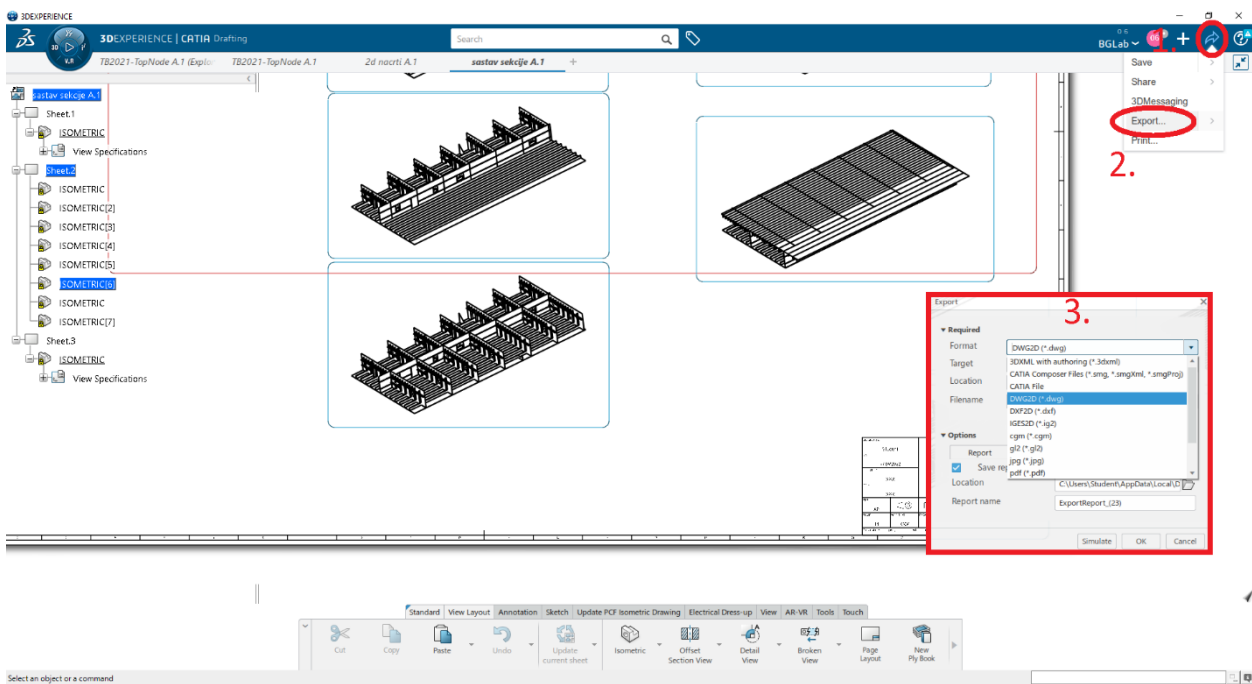 3DEXPERIENCE
3DEXPERIENCE | CATIA Drafting
Search
BGLab
1.
3D
V.R
TB2021-TopNode A.1 (Explo
TB2021-TopNode A.1
2d nacrti A.1
sastav sekcije A.1
+
Save
Share
3DMessaging
Export...
Print...
2.
sastav sekcije A.1
Sheet.1
ISOMETRIC
View Specifications
Sheet.2
ISOMETRIC
ISOMETRIC[2]
ISOMETRIC[3]
ISOMETRIC[4]
ISOMETRIC[5]
ISOMETRIC[6]
ISOMETRIC
ISOMETRIC[7]
Sheet.3
ISOMETRIC
View Specifications
Export
3.
Required
Format
DWG2D (*.dwg)
Target
3DXML with authoring (*.3dxml)
CATIA Composer Files (*.smg, *.smgXml, *.smgProj)
Location
CATIA File
Filename
DWG2D (*.dwg)
DXF2D (*.dxf)
IGES2D (*.ig2)
Options
cgm (*.cgm)
gl2 (*.gl2)
Report
jpg (*.jpg)
Save rep
pdf (*.pdf)
Location
C:\Users\Student\AppData\Local\D
Report name
ExportReport_(23)
Simulate
OK
Cancel
Standard
View Layout
Annotation
Sketch
Update PCF Isometric Drawing
Electrical Dress-up
View
AR-VR
Tools
Touch
Cut
Copy
Paste
Undo
Update
current sheet
Isometric
Offset
Section View
Detail
View
Broken
View
Page
Layout
New
Ply Book
Select an object or a command